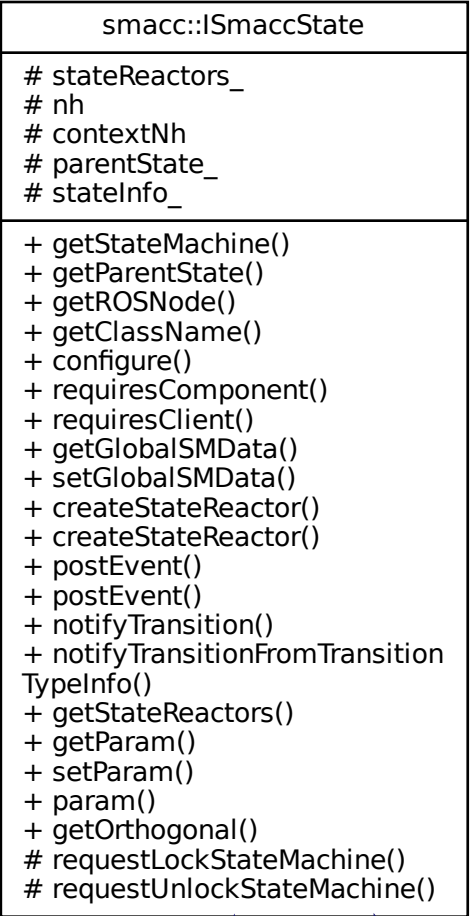 smacc::ISmaccState
# stateReactors_
# nh
# contextNh
# parentState_
# stateInfo_
+ getStateMachine()
+ getParentState()
+ getROSNode()
+ getClassName()
+ configure()
+ requiresComponent()
+ requiresClient()
+ getGlobalSMData()
+ setGlobalSMData()
+ createStateReactor()
+ createStateReactor()
+ postEvent()
+ postEvent()
+ notifyTransition()
+ notifyTransitionFromTransition
TypeInfo()
+ getStateReactors()
+ getParam()
+ setParam()
+ param()
+ getOrthogonal()
# requestLockStateMachine()
# requestUnlockStateMachine()